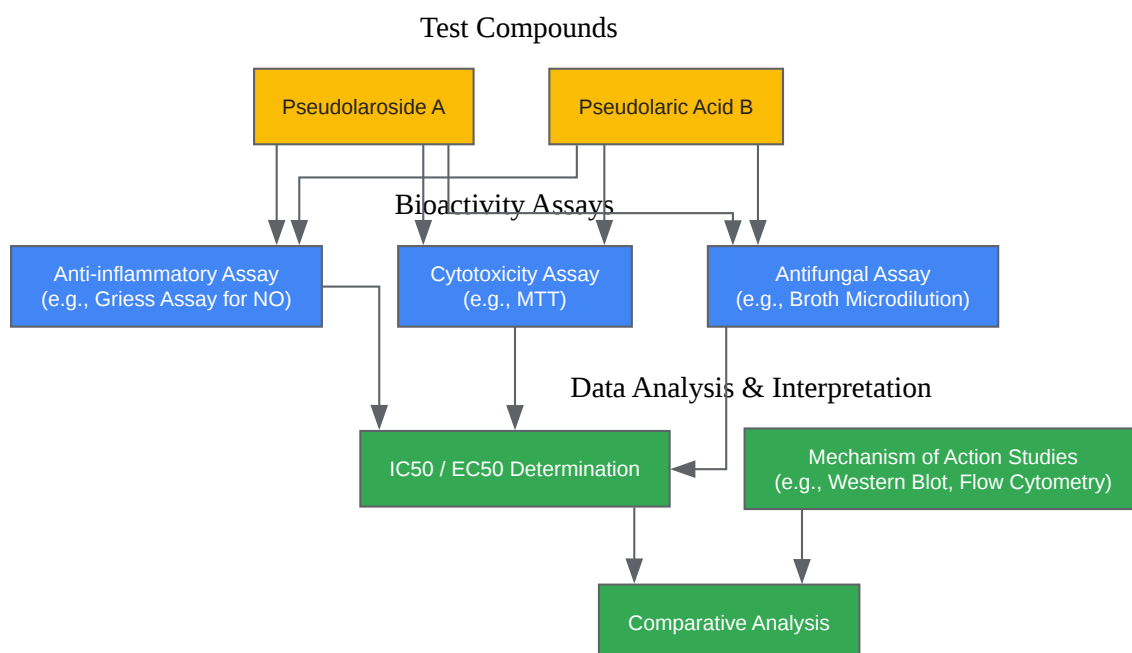 Test Compounds
Pseudolaroside A
Pseudolaric Acid B
Bioactivity Assays
Anti-inflammatory Assay
(e.g., Griess Assay for NO)
Cytotoxicity Assay
(e.g., MTT)
Antifungal Assay
(e.g., Broth Microdilution)
Data Analysis & Interpretation
IC50 / EC50 Determination
Mechanism of Action Studies
(e.g., Western Blot, Flow Cytometry)
Comparative Analysis